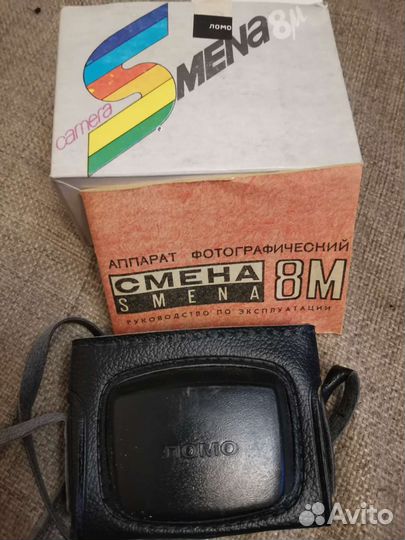 ЛОМО
camera
SMENA 8M
АППАРАТ ФОТОГРАФИЧЕСКИЙ
СМЕНА
SMENA 8М
РУКОВОДСТВО ПО ЭКСПЛУАТАЦИИ
ЛОМО
Avito